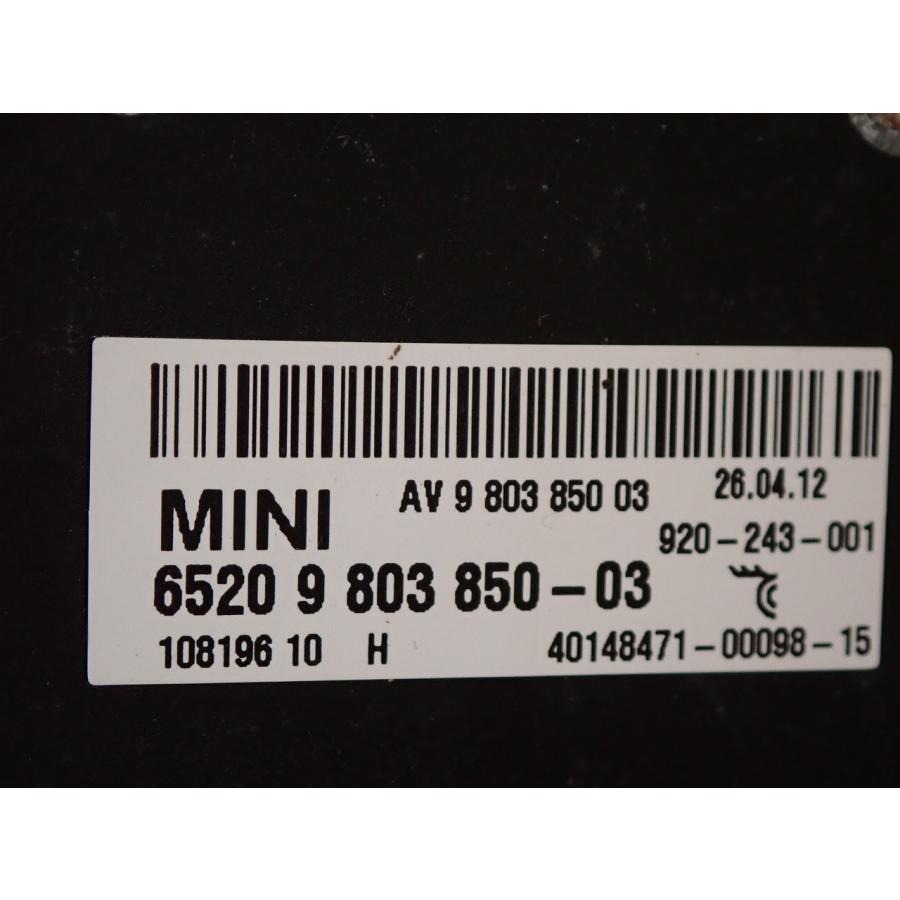 AV 9 803 850 03 26.04.12
MINI 920-243-001
6520 9 803 850-03
108196 10 H 40148471-00098-15